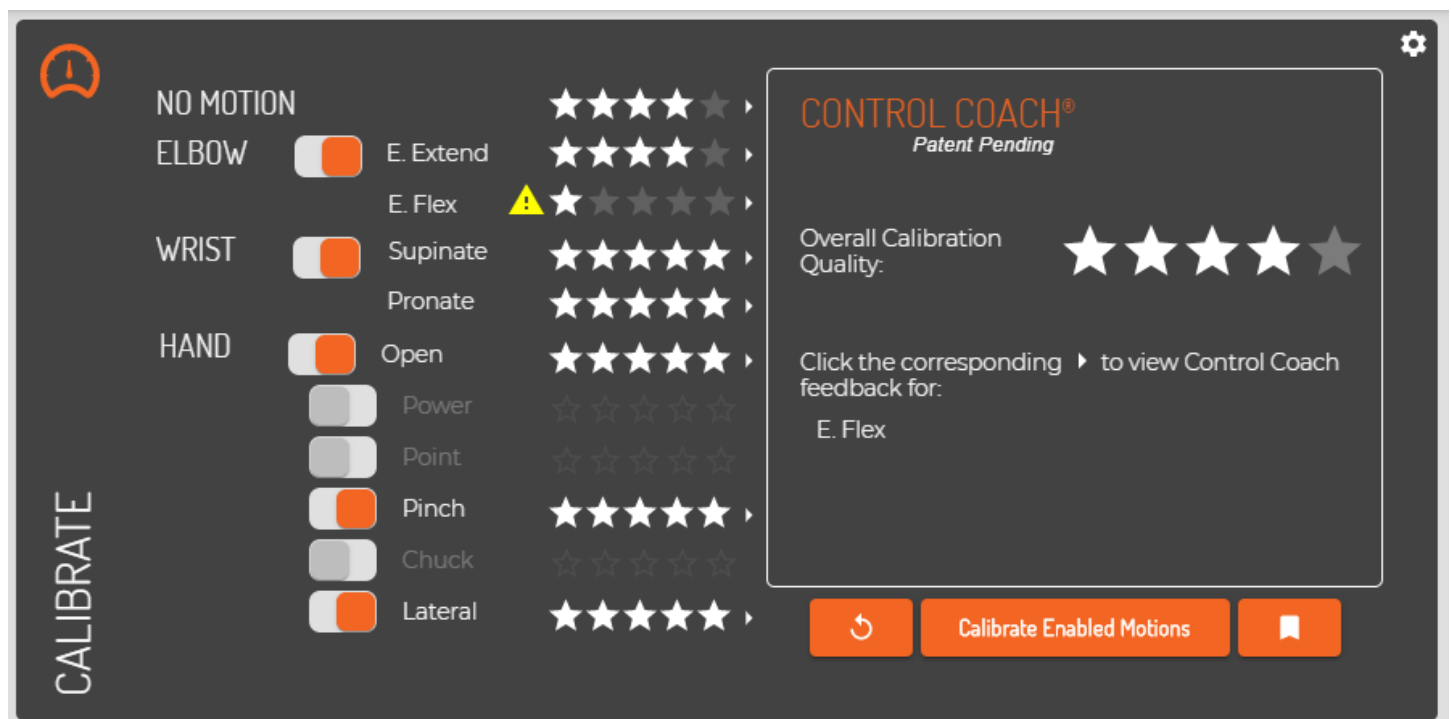 NO MOTION
ELBOW
E. Extend
E. Flex
WRIST
Supinate
Pronate
HAND
Open
Power
Point
Pinch
Chuck
Lateral
CALIBRATE
CONTROL COACH®
Patent Pending
Overall Calibration
Quality:
Click the corresponding to view Control Coach
feedback for:
E. Flex
Calibrate Enabled Motions